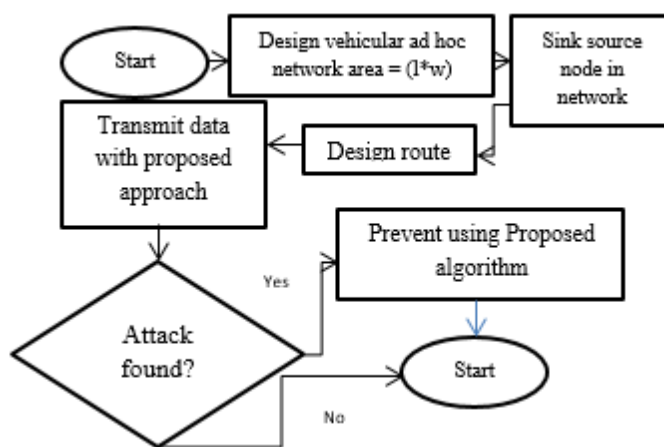 Start
Design vehicular ad hoc
network area = (l*w)
Sink source
node in
network
Design route
Transmit data
with proposed
approach
Attack
found?
Yes
Prevent using Proposed
algorithm
No
Start